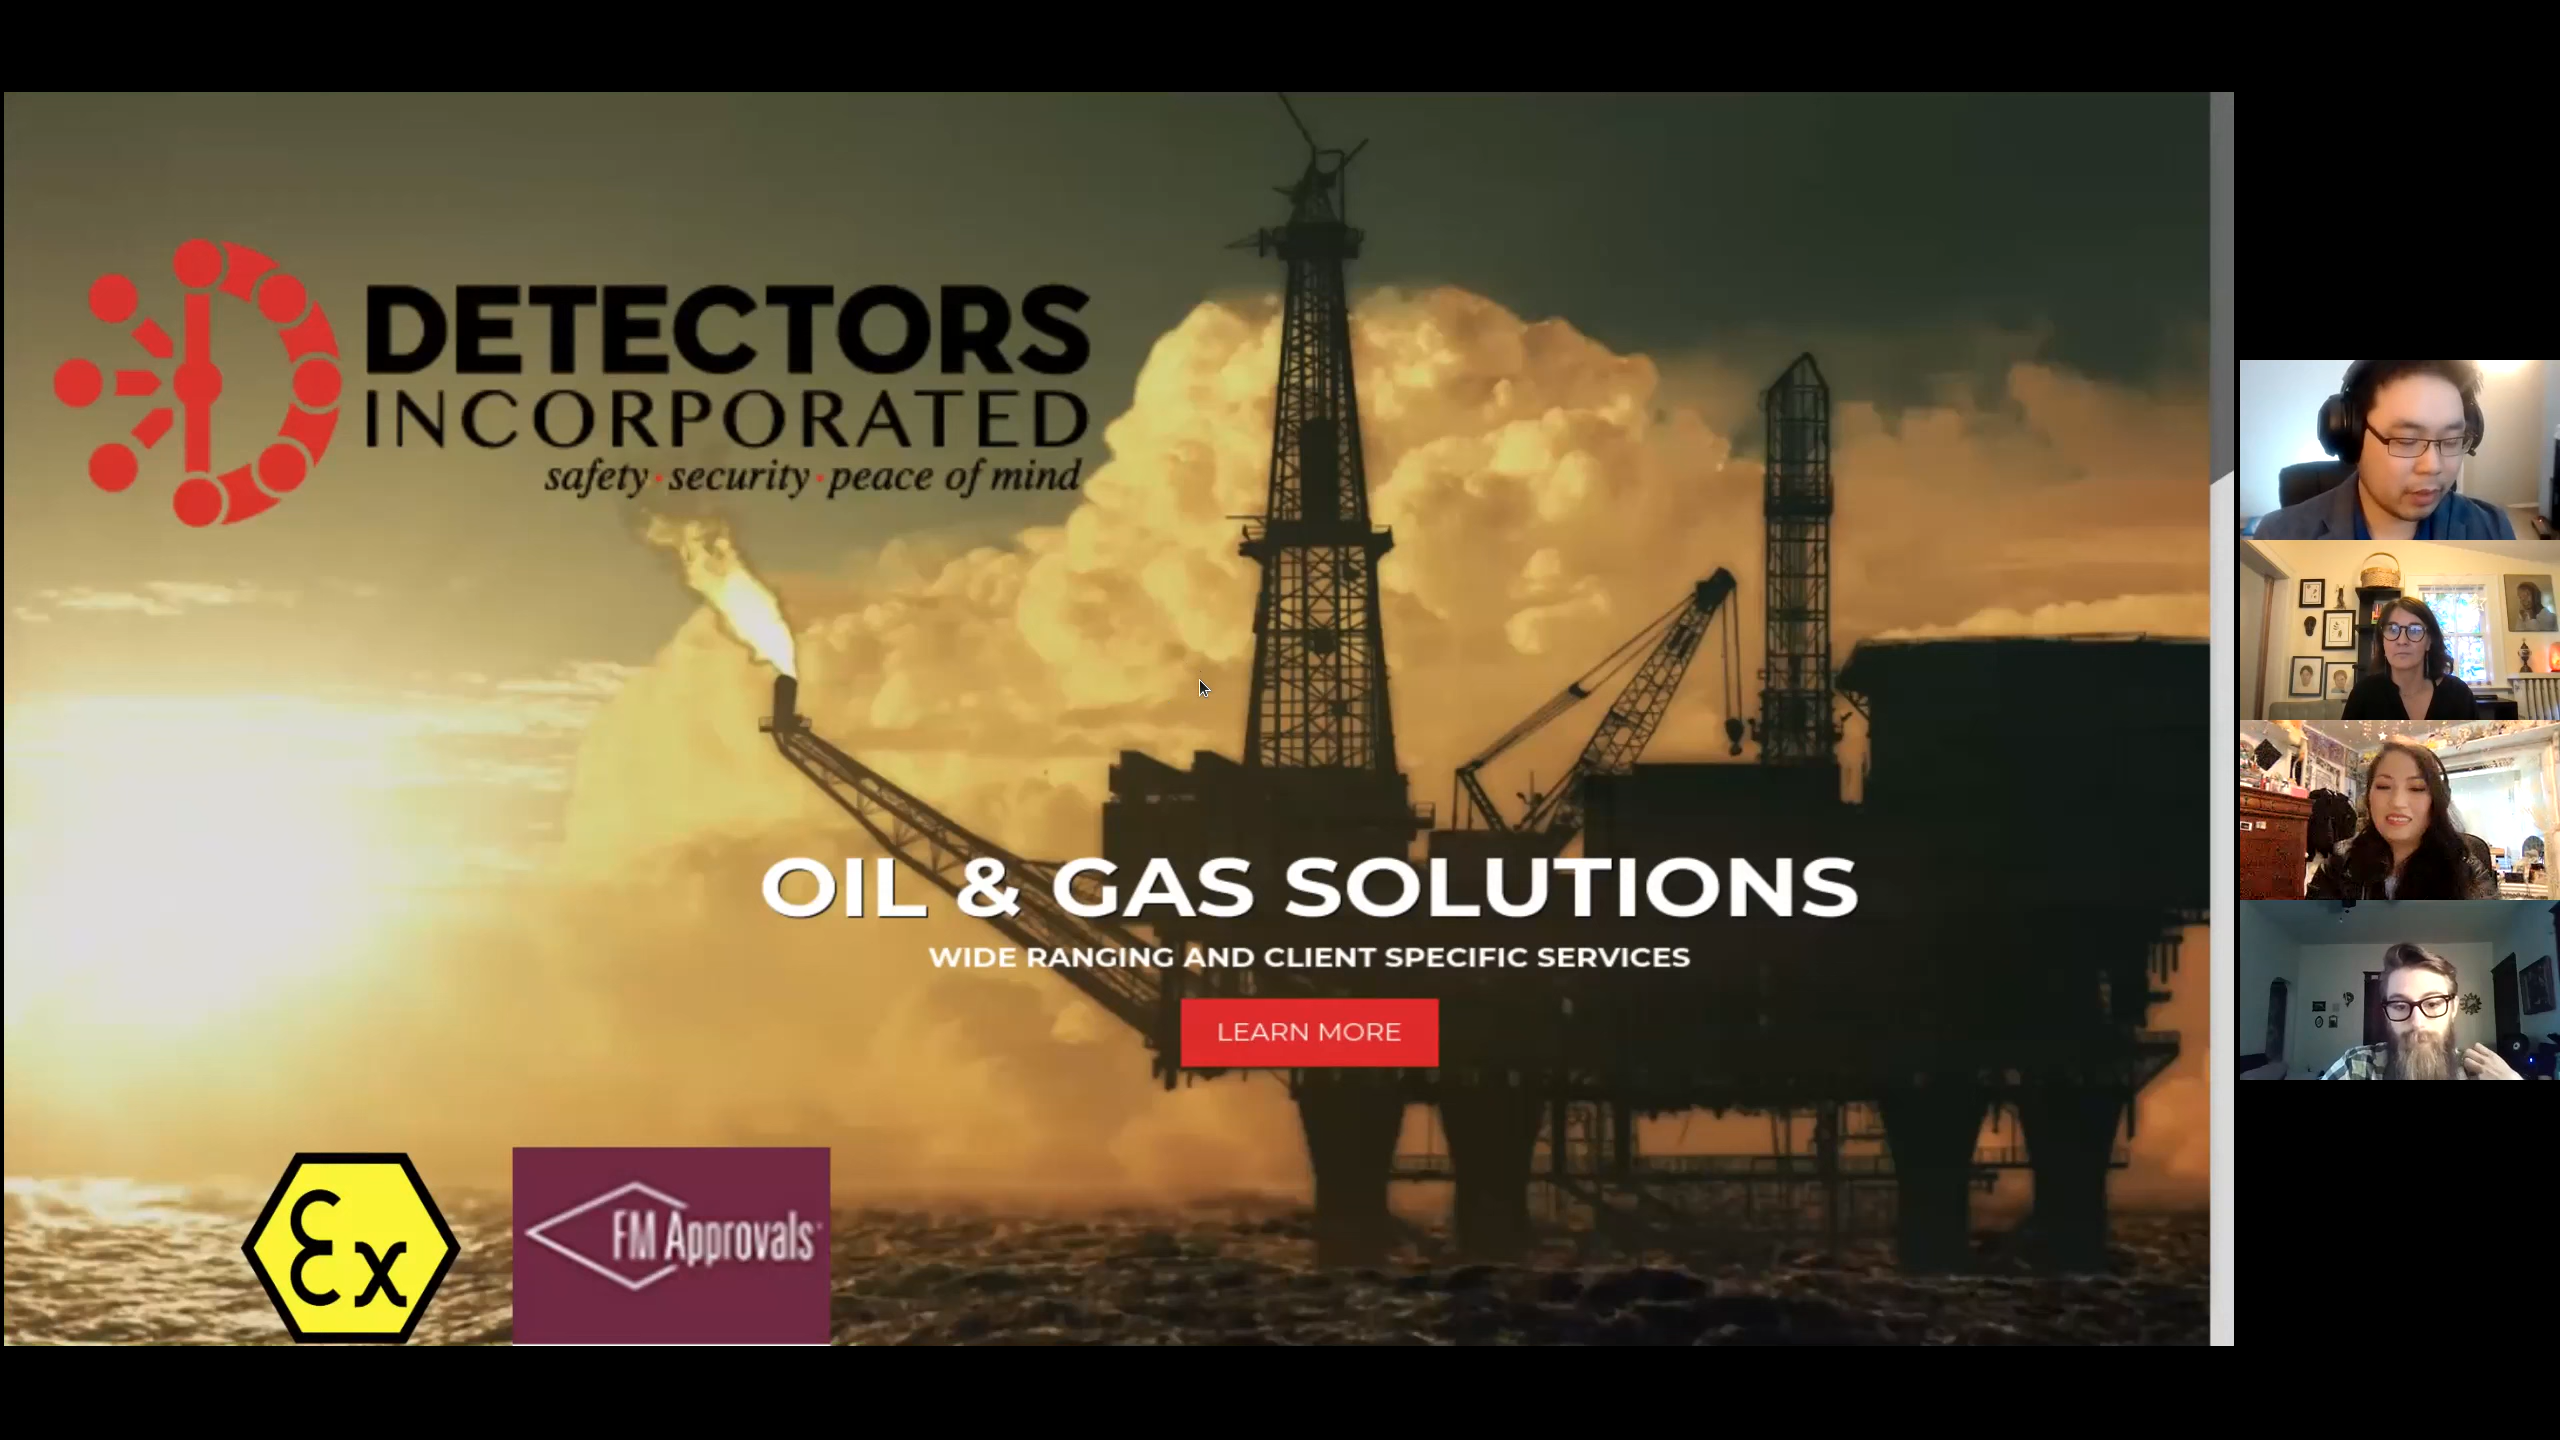 DETECTORS
INCORPORATED
safety · security · peace of mind
OIL & GAS SOLUTIONS
WIDE RANGING AND CLIENT SPECIFIC SERVICES
LEARN MORE
Ex
FM Approvals